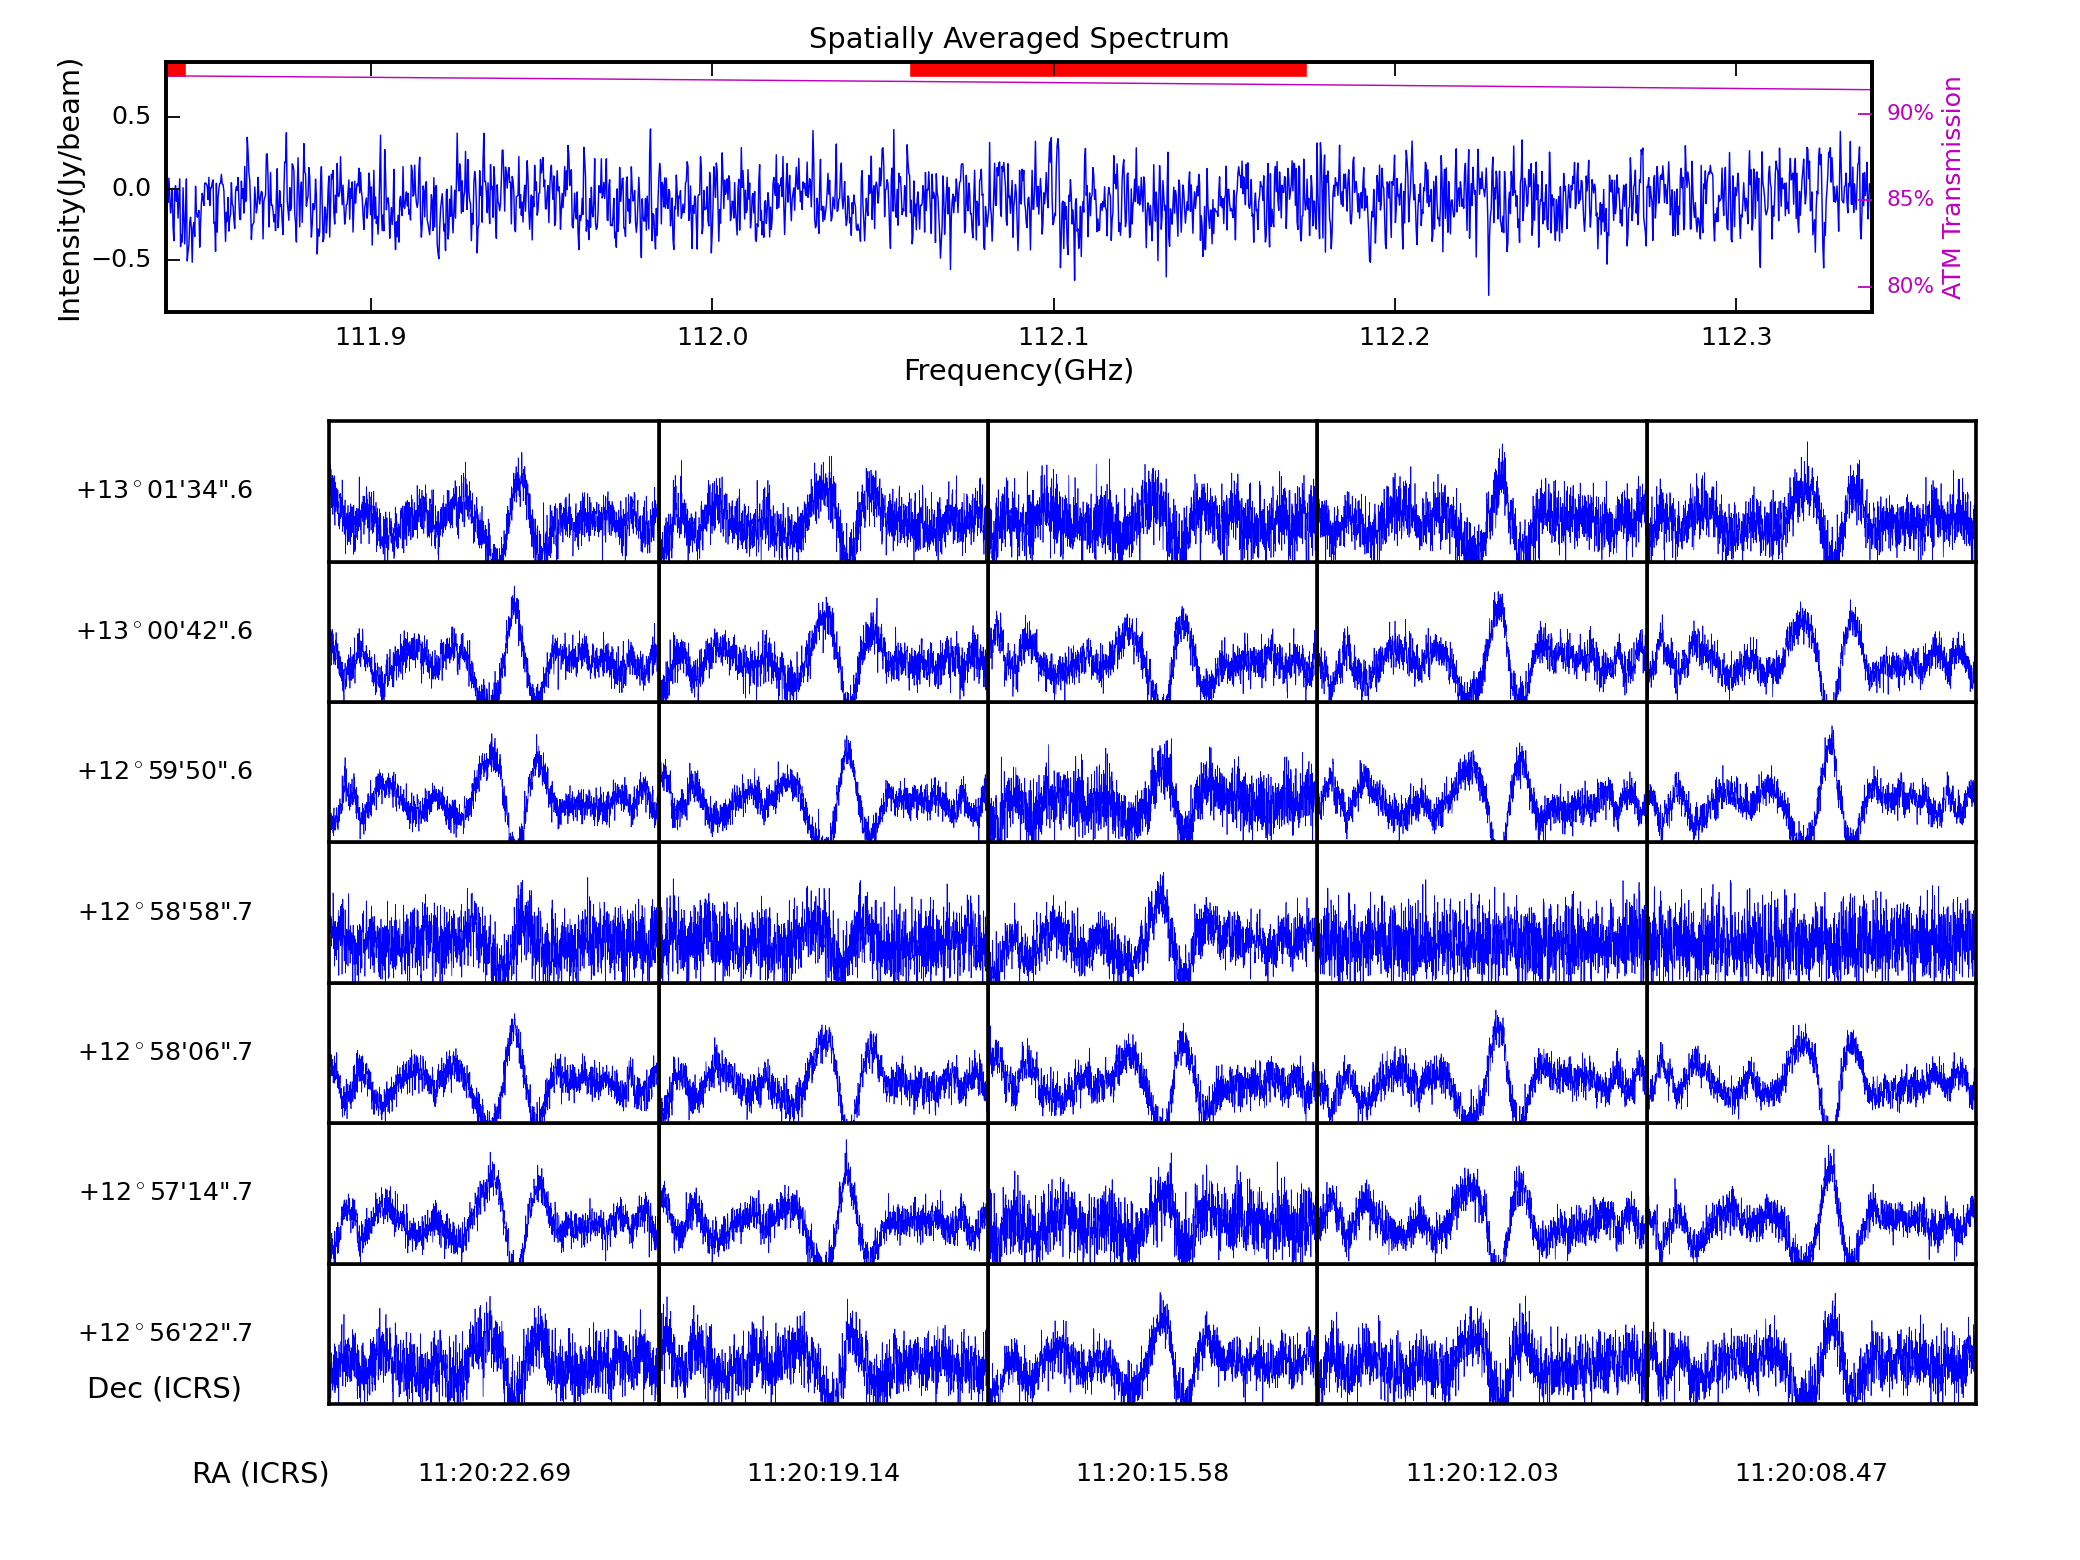 Spatially Averaged Spectrum
Intensity(Jy/beam)
0.5
0.0
−0.5
90%
85%
80%
ATM Transmission
111.9 112.0 112.1 112.2 112.3
Frequency(GHz)
+13°01'34".6
+13°00'42".6
+12°59'50".6
+12°58'58".7
+12°58'06".7
+12°57'14".7
+12°56'22".7
Dec (ICRS)
RA (ICRS) 11:20:22.69 11:20:19.14 11:20:15.58 11:20:12.03 11:20:08.47